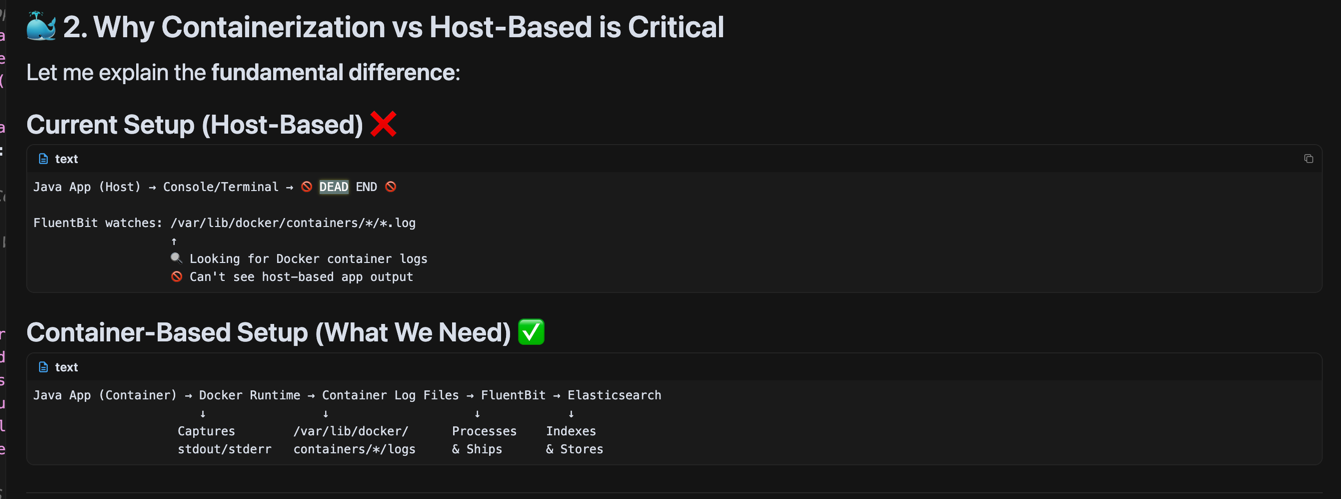 🐳 2. Why Containerization vs Host-Based is Critical
Let me explain the fundamental difference:
Current Setup (Host-Based) ❌
text
Java App (Host) → Console/Terminal → 🚫 DEAD END 🚫
FluentBit watches: /var/lib/docker/containers/*/*.log
↑
🔍 Looking for Docker container logs
🚫 Can't see host-based app output
Container-Based Setup (What We Need) ✅
text
Java App (Container) → Docker Runtime → Container Log Files → FluentBit → Elasticsearch
↓ ↓ ↓ ↓
Captures /var/lib/docker/ Processes Indexes
stdout/stderr containers/*/logs & Ships & Stores